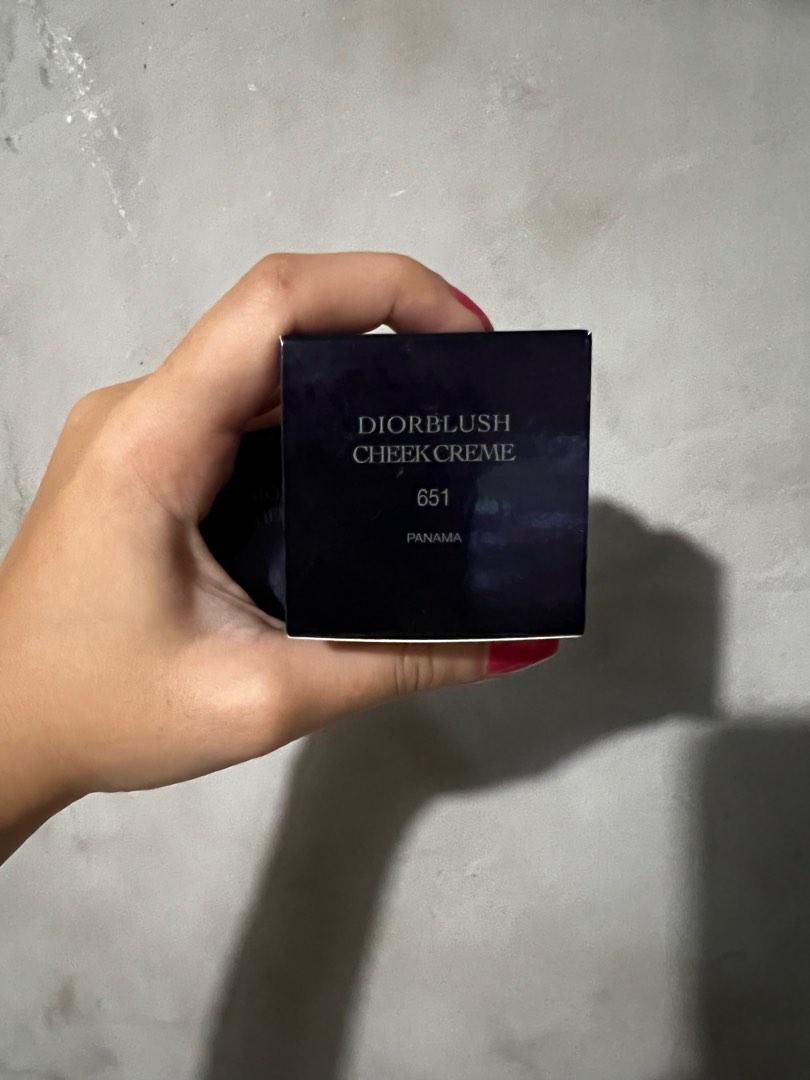 DIORBLUSH
CHEEK CREME
651
PANAMA